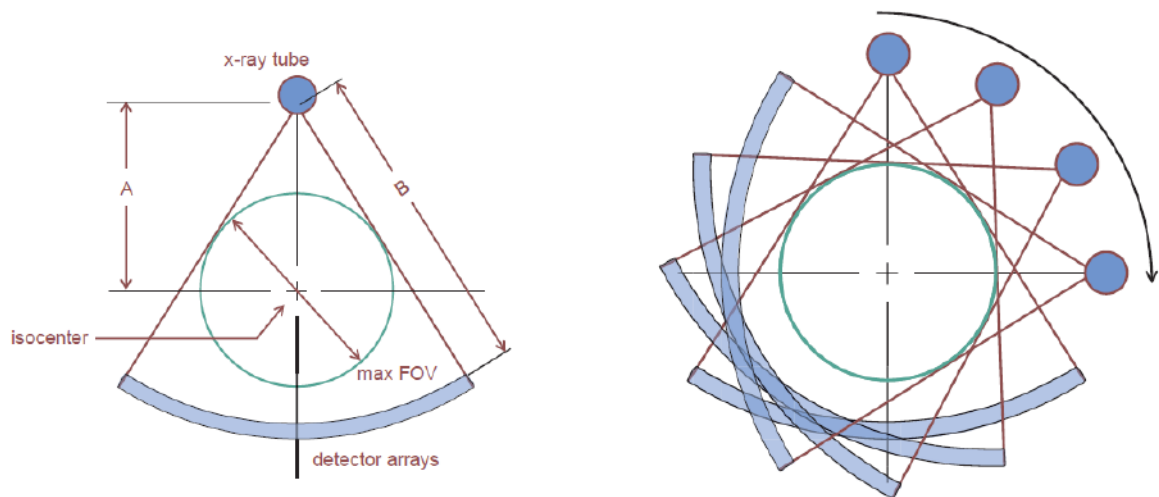 x-ray tube
A
B
isocenter
max FOV
detector arrays